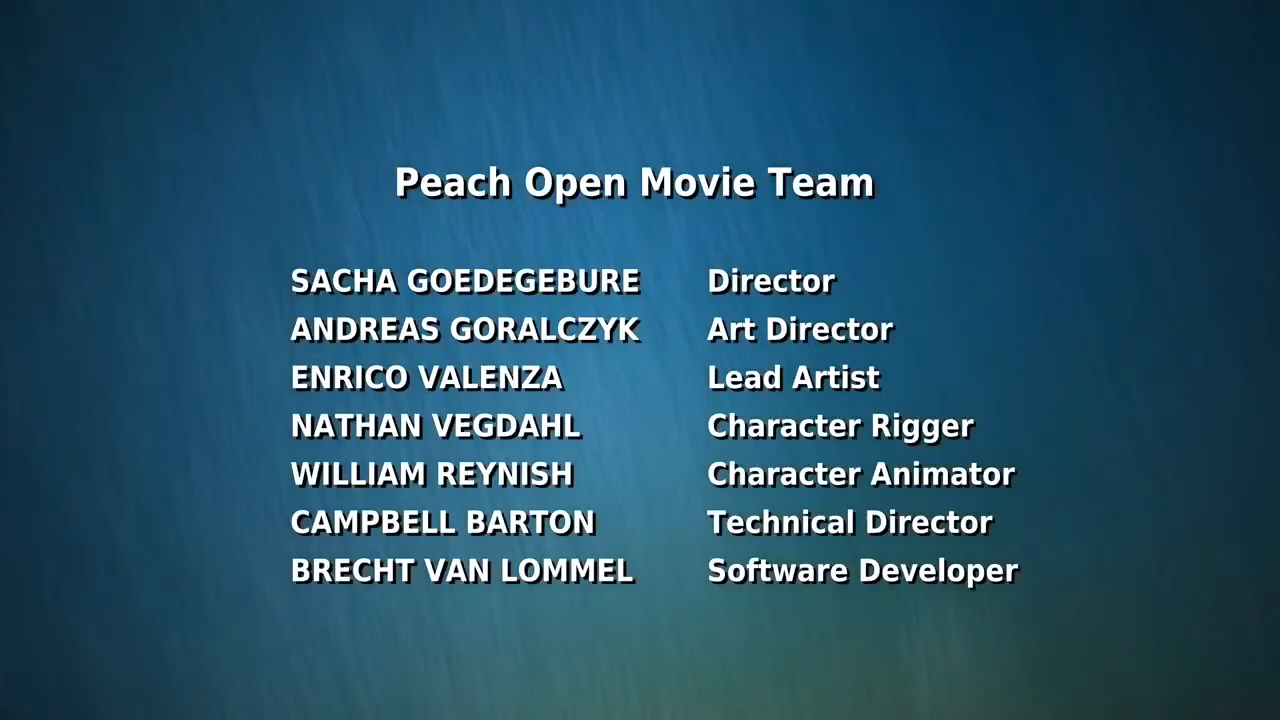 Peach Open Movie Team
SACHA GOEDEGEBURE Director
ANDREAS GORALCZYK Art Director
ENRICO VALENZA Lead Artist
NATHAN VEGDAHL Character Rigger
WILLIAM REYNISH Character Animator
CAMPBELL BARTON Technical Director
BRECHT VAN LOMMEL Software Developer